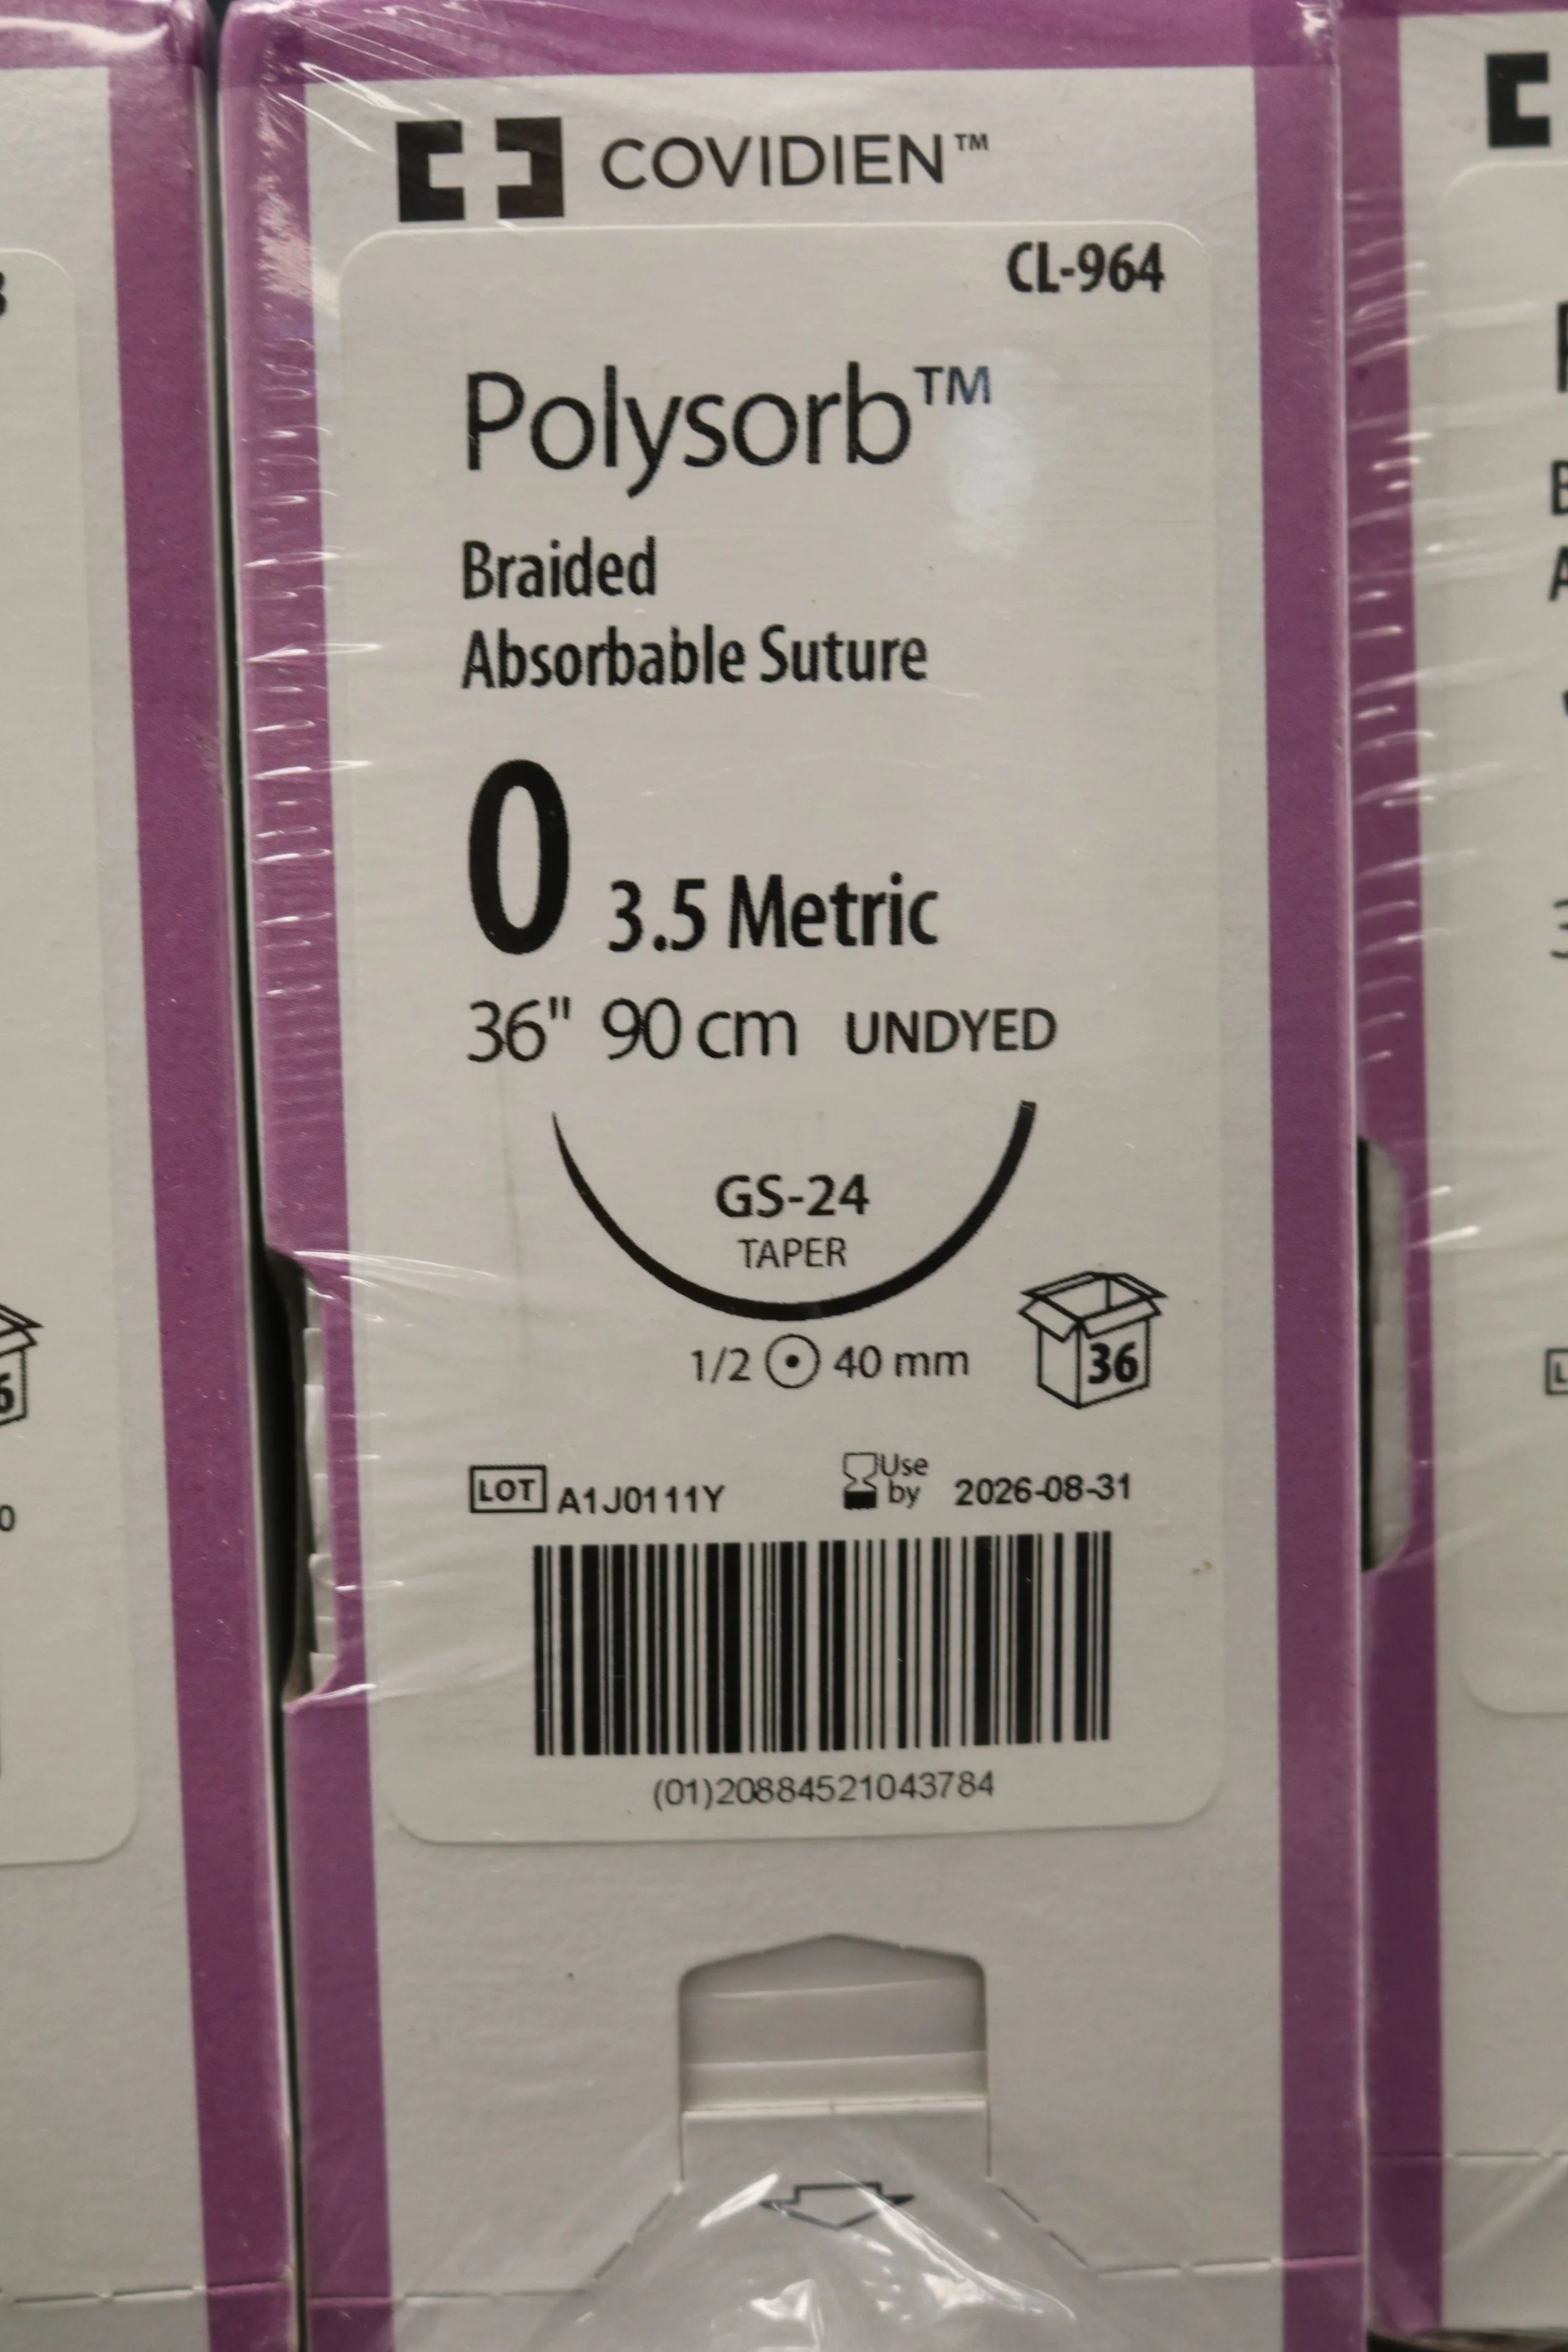 COVIDIEN™
CL-964
Polysorb™
Braided
Absorbable Suture
0 3.5 Metric
36" 90 cm UNDYED
GS-24
TAPER
1/2 40 mm
36
LOT A1J0111Y
Use by 2026-08-31
(01)20884521043784